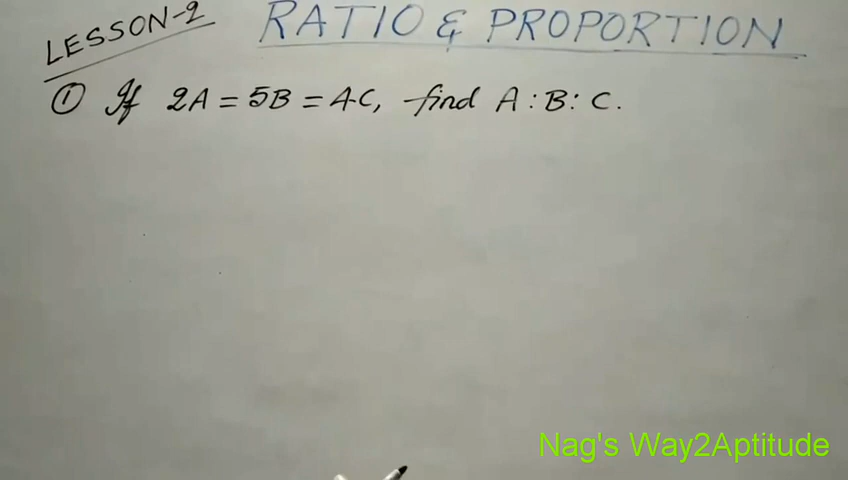 LESSON-2
RATIO & PROPORTION
① If 2A = 5B = 4C, find A : B : C.
Nag's Way2Aptitude